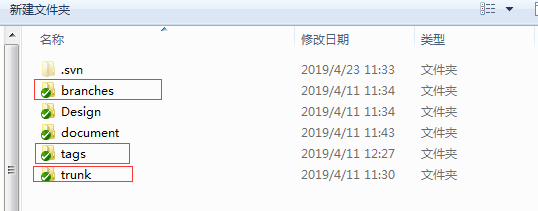 新建文件夹
名称 修改日期 类型
.svn 2019/4/23 11:33 文件夹
branches 2019/4/11 11:34 文件夹
Design 2019/4/11 11:34 文件夹
document 2019/4/11 11:43 文件夹
tags 2019/4/11 12:27 文件夹
trunk 2019/4/11 11:30 文件夹